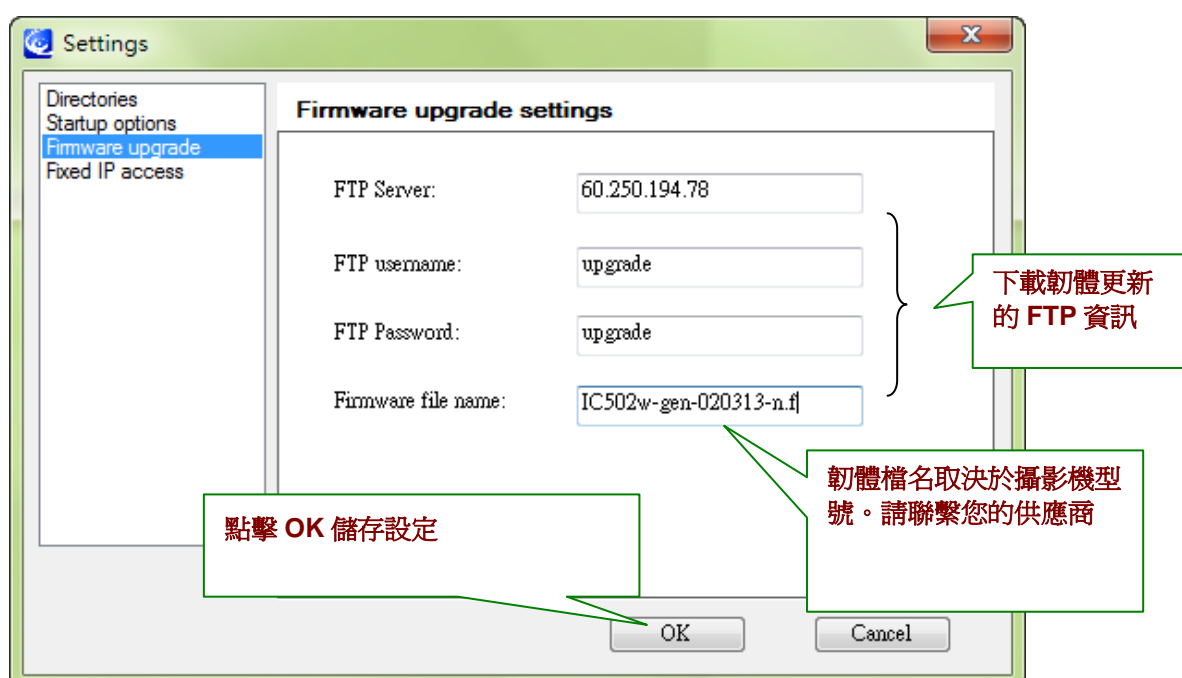 Settings
Directories
Startup options
Firmware upgrade
Fixed IP access
Firmware upgrade settings
FTP Server:
60.250.194.78
FTP username:
upgrade
FTP Password:
upgrade
Firmware file name:
IC502w-gen-020313-n.f
下載韌體更新
的 FTP 資訊
韌體檔名取決於攝影機型
號。請聯繫您的供應商
點擊 OK 儲存設定
OK
Cancel